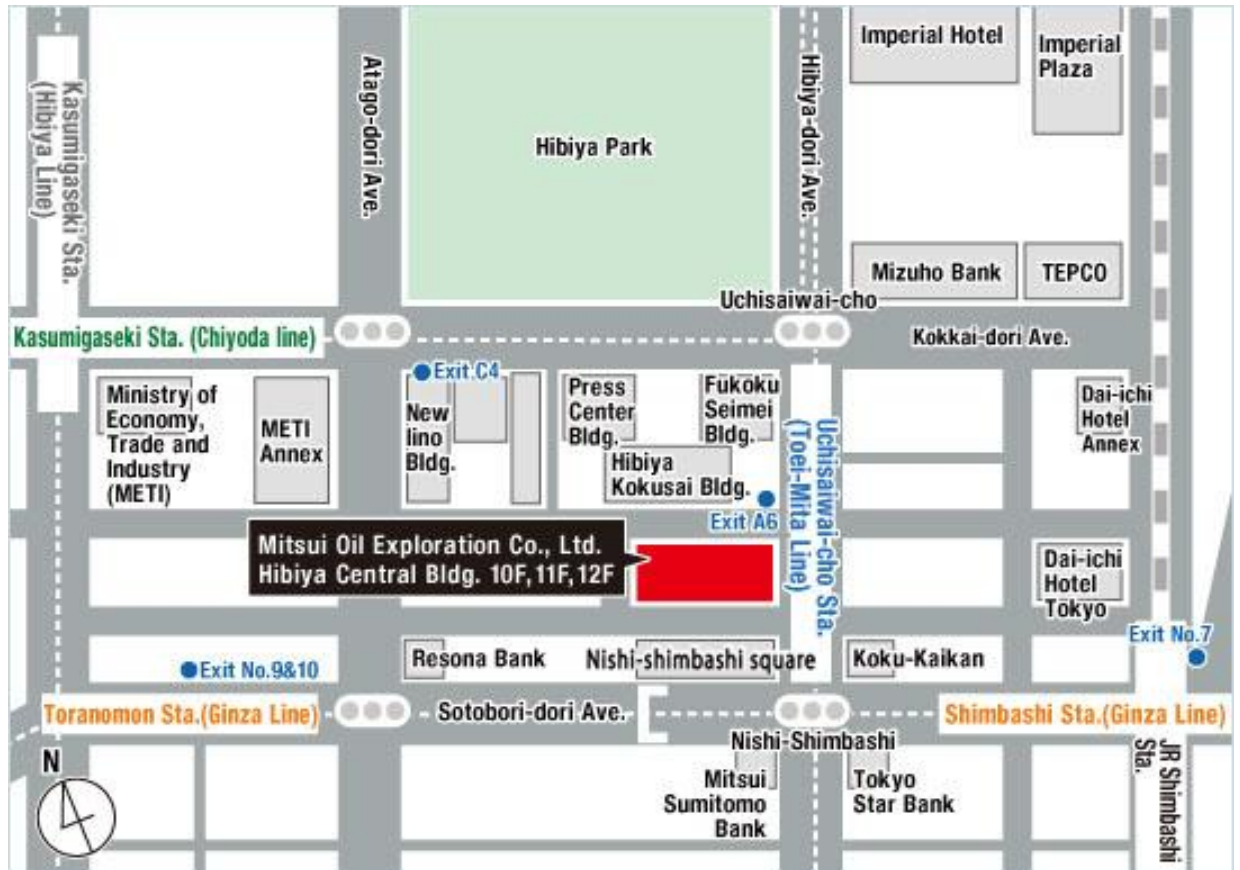 Imperial Hotel
Imperial
Plaza
Kasumigaseki Sta.
(Hibiya Line)
Atago-dori Ave.
Hibiya Park
Hibiya-dori Ave.
Mizuho Bank
TEPCO
Uchisaiwai-cho
Kasumigaseki Sta. (Chiyoda line)
Kokkai-dori Ave.
Ministry of
Economy,
Trade and
Industry
(METI)
METI
Annex
Exit C4
New
Iino
Bldg.
Press
Center
Bldg.
Fukoku
Seimei
Bldg.
Hibiya
Kokusai Bldg.
Exit A6
Uchisaiwai-cho Sta.
(Toei-Mita Line)
Dai-ichi
Hotel
Annex
Mitsui Oil Exploration Co., Ltd.
Hibiya Central Bldg. 10F,11F,12F
Dai-ichi
Hotel
Tokyo
Exit No.7
Exit No.9&10
Resona Bank
Nishi-shimbashi square
Koku-Kaikan
Toranomon Sta.(Ginza Line)
Sotobori-dori Ave.
Shimbashi Sta.(Ginza Line)
Nishi-Shimbashi
JR Shimbashi
Sta.
N
Mitsui
Sumitomo
Bank
Tokyo
Star Bank